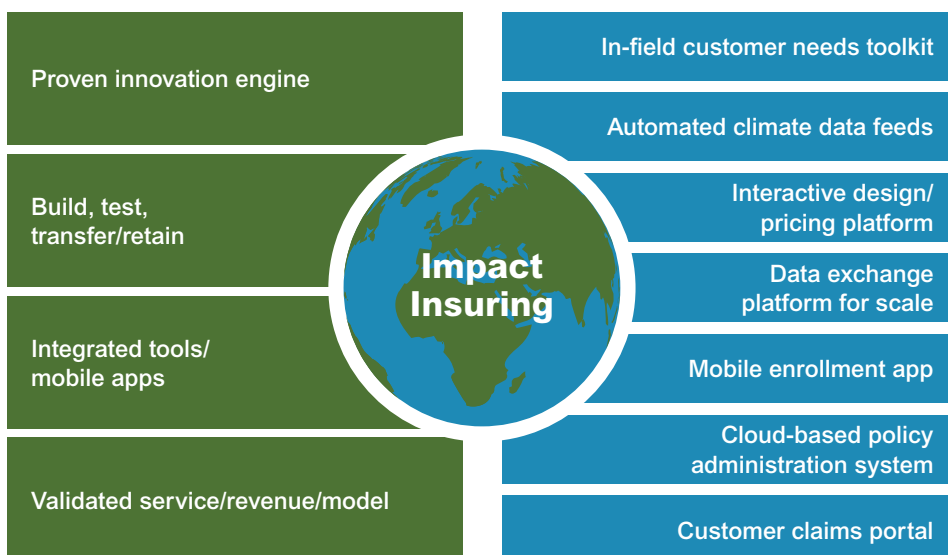 Proven innovation engine
Build, test,
transfer/retain
Integrated tools/
mobile apps
Validated service/revenue/model
Impact
Insuring
In-field customer needs toolkit
Automated climate data feeds
Interactive design/
pricing platform
Data exchange
platform for scale
Mobile enrollment app
Cloud-based policy
administration system
Customer claims portal